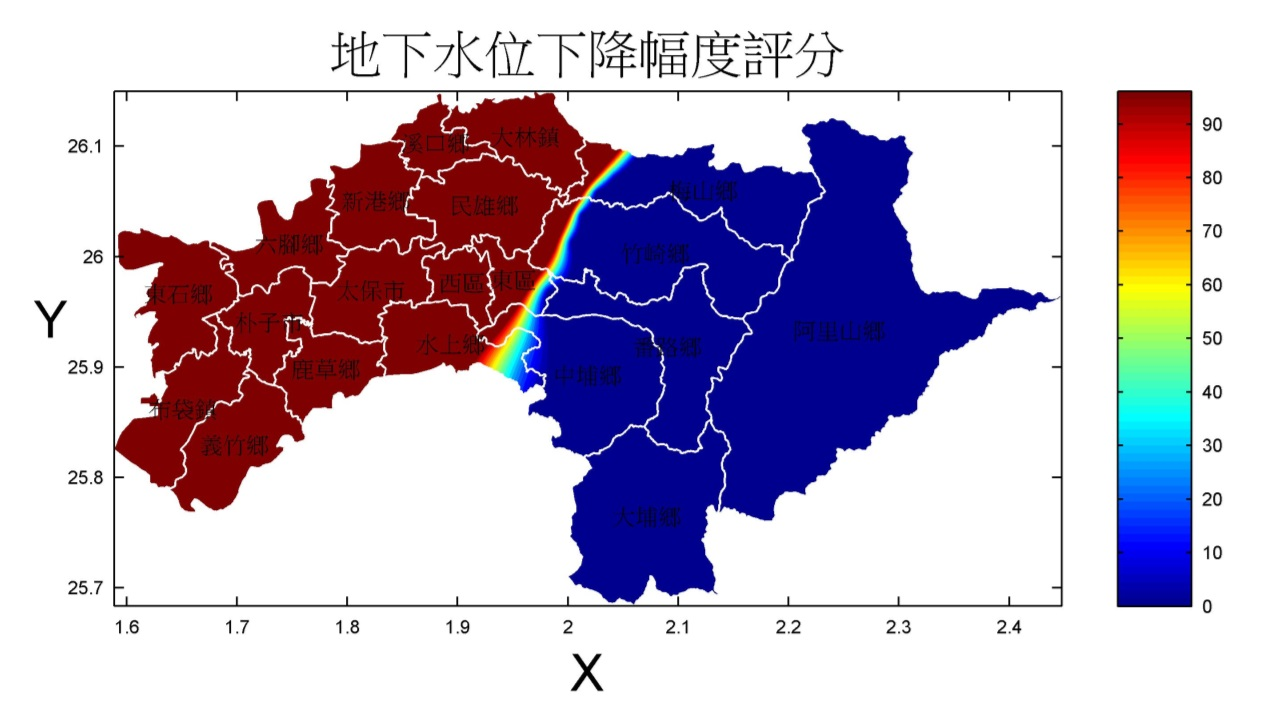 地下水位下降幅度評分
溪口鄉 大林鎮
26.1
新港鄉 民雄鄉 梅山鄉
六腳鄉 竹崎鄉
26
東石鄉 太保市 西區 東區
朴子市 水上鄉 番路鄉 阿里山鄉
Y
25.9
鹿草鄉 中埔鄉
布袋鎮
義竹鄉
25.8
大埔鄉
25.7
1.6 1.7 1.8 1.9 2 2.1 2.2 2.3 2.4
X
90
80
70
60
50
40
30
20
10
0